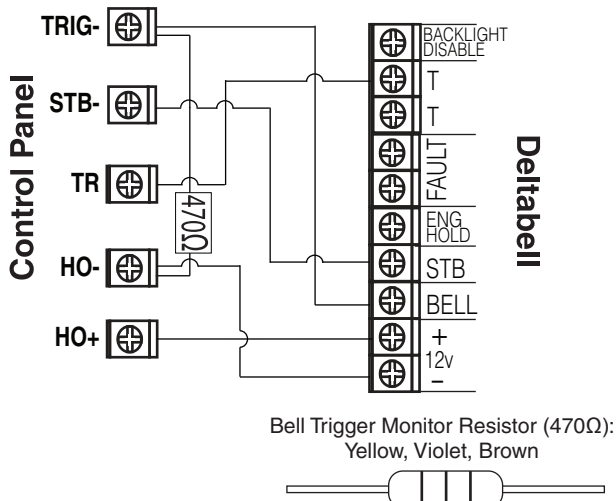 Control Panel
TRIG-
STB-
TR
HO-
HO+
470Ω
BACKLIGHT
DISABLE
T
T
FAULT
ENG
HOLD
STB
BELL
+
12v
-
Deltabell
Bell Trigger Monitor Resistor (470Ω):
Yellow, Violet, Brown